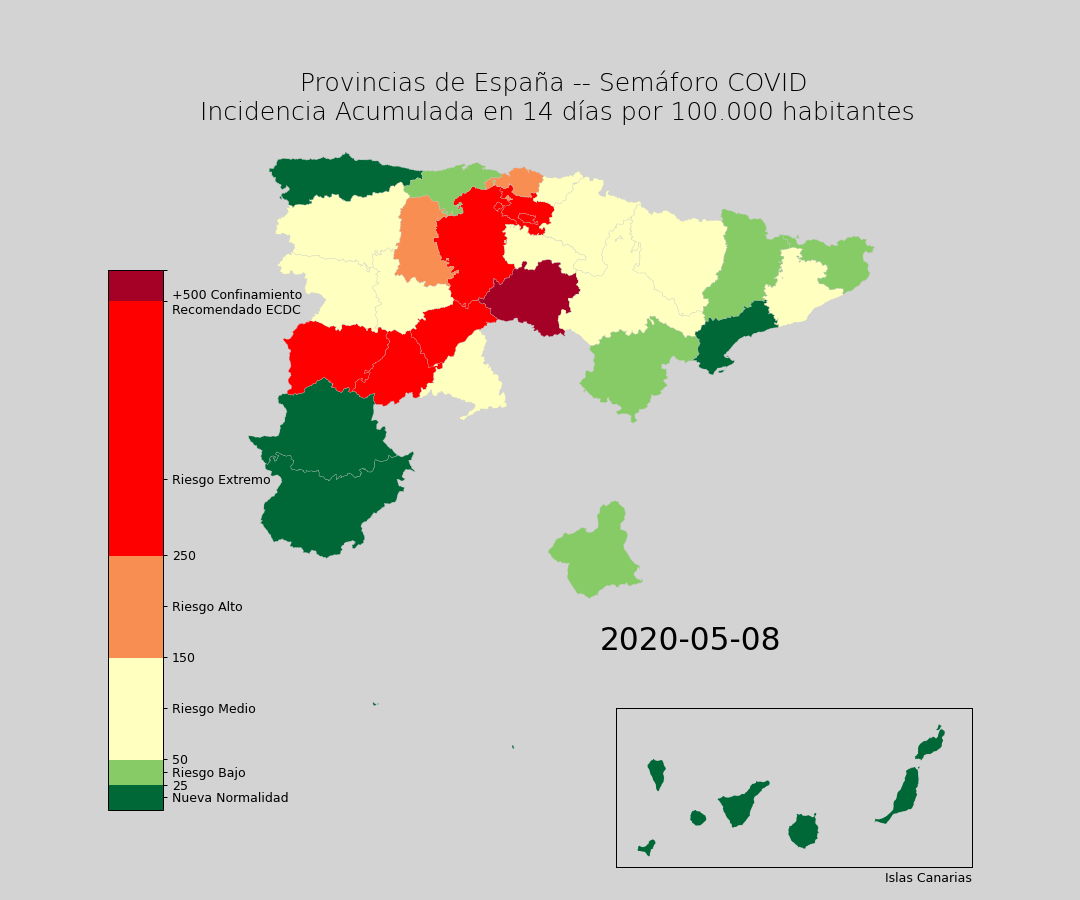 Provincias de España -- Semáforo COVID
Incidencia Acumulada en 14 días por 100.000 habitantes
+500 Confinamiento
Recomendado ECDC
Riesgo Extremo
250
Riesgo Alto
150
Riesgo Medio
50
Riesgo Bajo
25
Nueva Normalidad
2020-05-08
Islas Canarias